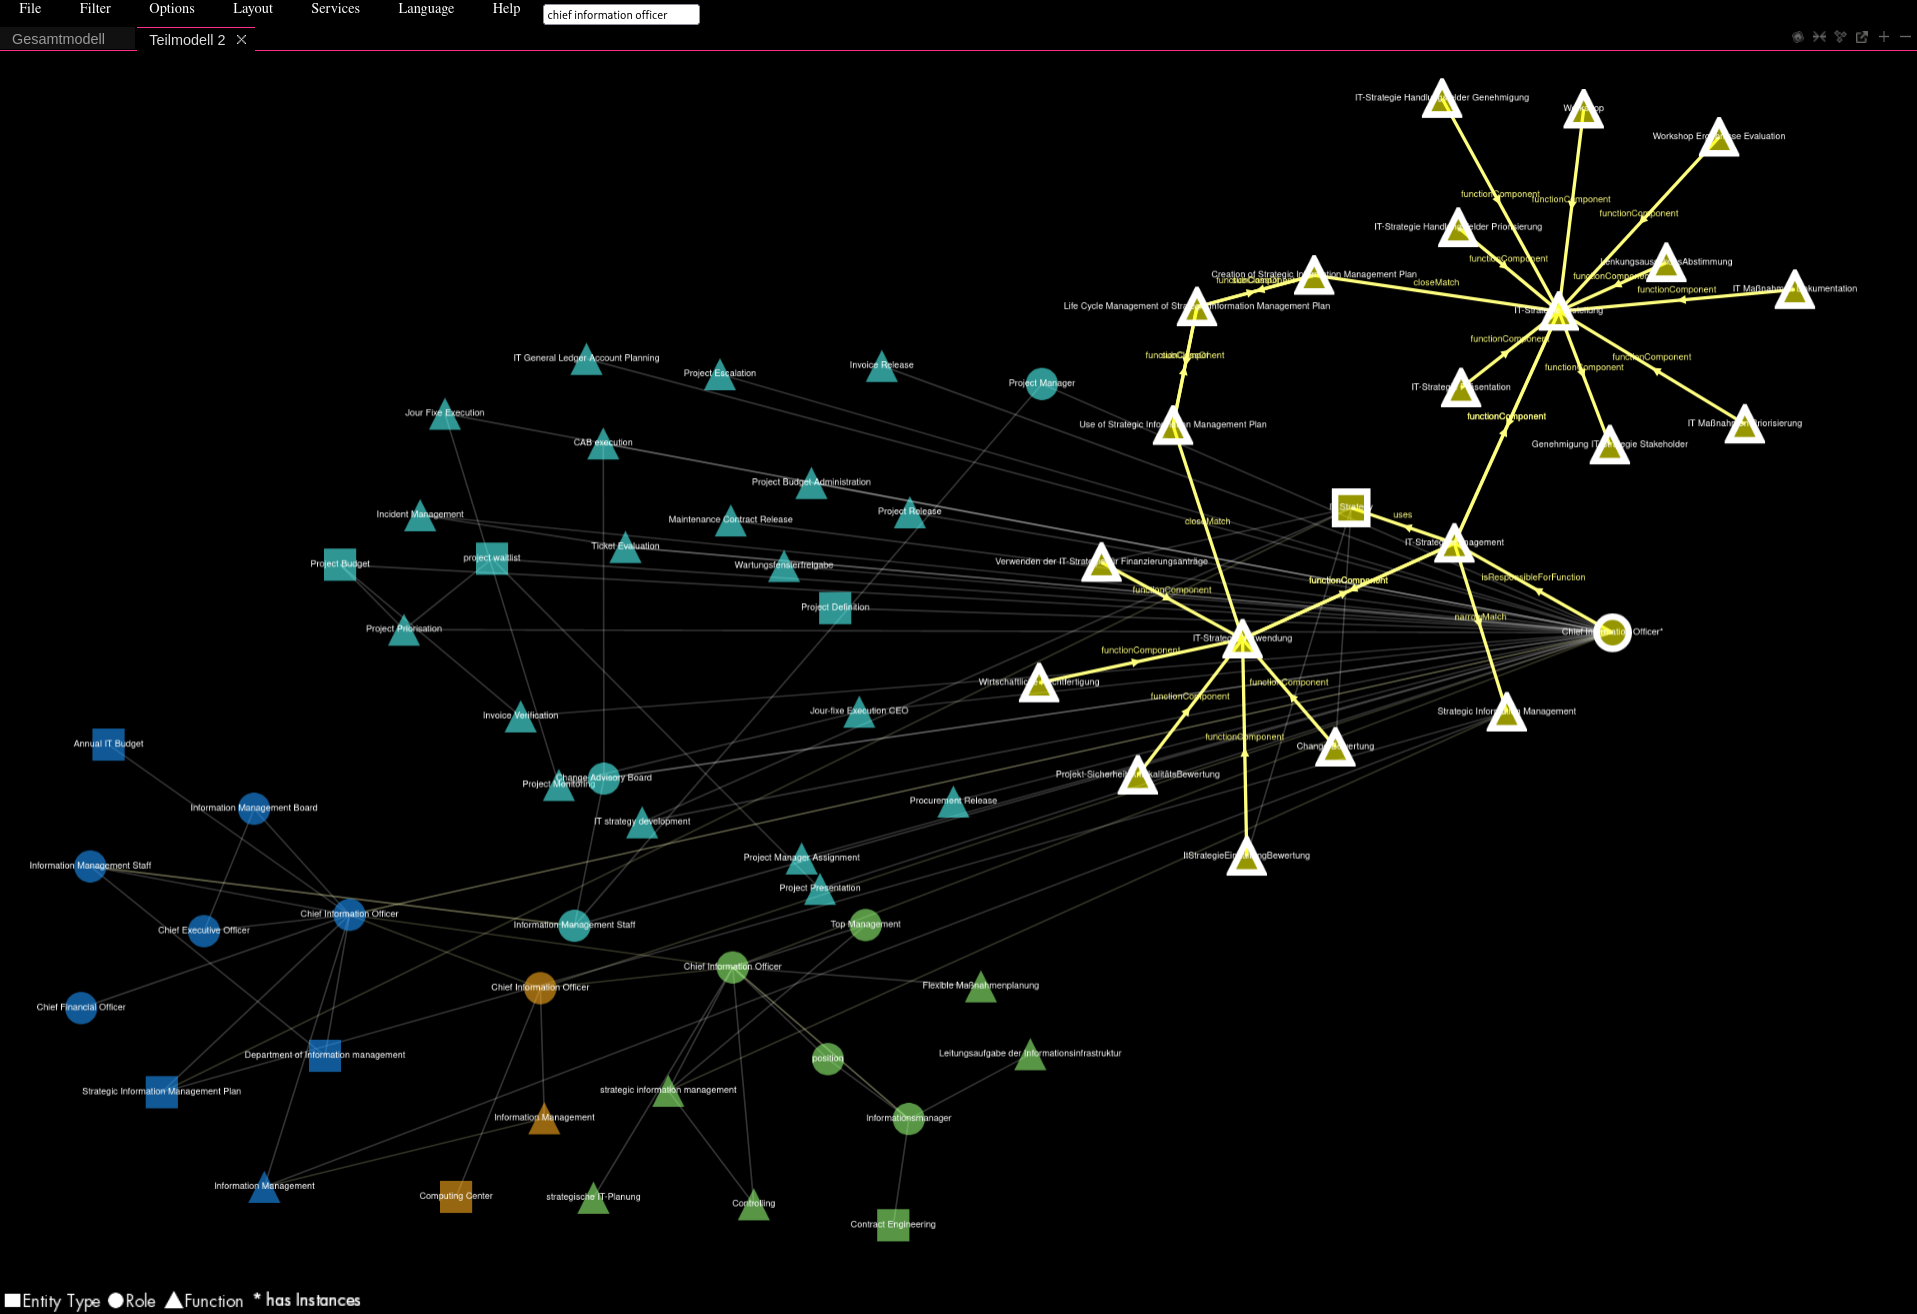 File Filter Options Layout Services Language Help chief information officer
Gesamtmodell Teilmodell 2
IT-Strategie Handlungsfelder Genehmigung
Workshop
Workshop Ergebnisse Evaluation
functionComponent
functionComponent
functionComponent
IT-Strategie Handlungsfelder Priorisierung
functionComponent
LenkungsausschussAbstimmung
Creation of Strategic Information Management Plan
functionComponent
closeMatch
functionComponent
IT Maßnahmen Dokumentation
Life Cycle Management of Strategic Information Management Plan
IT-Strategie
functionComponent
functionComponent
functionComponent
functionComponent
IT General Ledger Account Planning
Project Escalation
Invoice Release
Project Manager
IT-Strategie Präsentation
Jour Fixe Execution
functionComponent
Use of Strategic Information Management Plan
IT Maßnahmen Priorisierung
CAB execution
Genehmigung IT-Strategie Stakeholder
Project Budget Administration
IT-Strategy
Incident Management
Maintenance Contract Release
Project Release
closeMatch
uses
Ticket Evaluation
IT-Strategy Management
project waitlist
Project Budget
Wartungsfensterfreigabe
Verwenden der IT-Strategie für Finanzierungsanträge
functionComponent
isResponsibleForFunction
functionComponent
Project Definition
narrowMatch
Project Priorisation
Chief Information Officer*
IT-Strategie Anwendung
functionComponent
Wirtschaftliche Rechtfertigung
functionComponent
functionComponent
Invoice Verification
Jour-fixe Execution CEO
Strategic Information Management
Annual IT Budget
functionComponent
Change Bewertung
Project Monitoring
Change Advisory Board
Projekt-Sicherheit
Information Management Board
Procurement Release
IT strategy development
Information Management Staff
Project Manager Assignment
ItStrategieEinhaltungBewertung
Project Presentation
Chief Information Officer
Chief Executive Officer
Information Management Staff
Top Management
Chief Information Officer
Chief Information Officer
Flexible Maßnahmenplanung
Chief Financial Officer
Department of Information management
position
Leitungsaufgabe der Informationsinfrastruktur
Strategic Information Management Plan
strategic information management
Information Management
Informationsmanager
Information Management
Computing Center
strategische IT-Planung
Controlling
Contract Engineering
Entity Type Role Function * has Instances